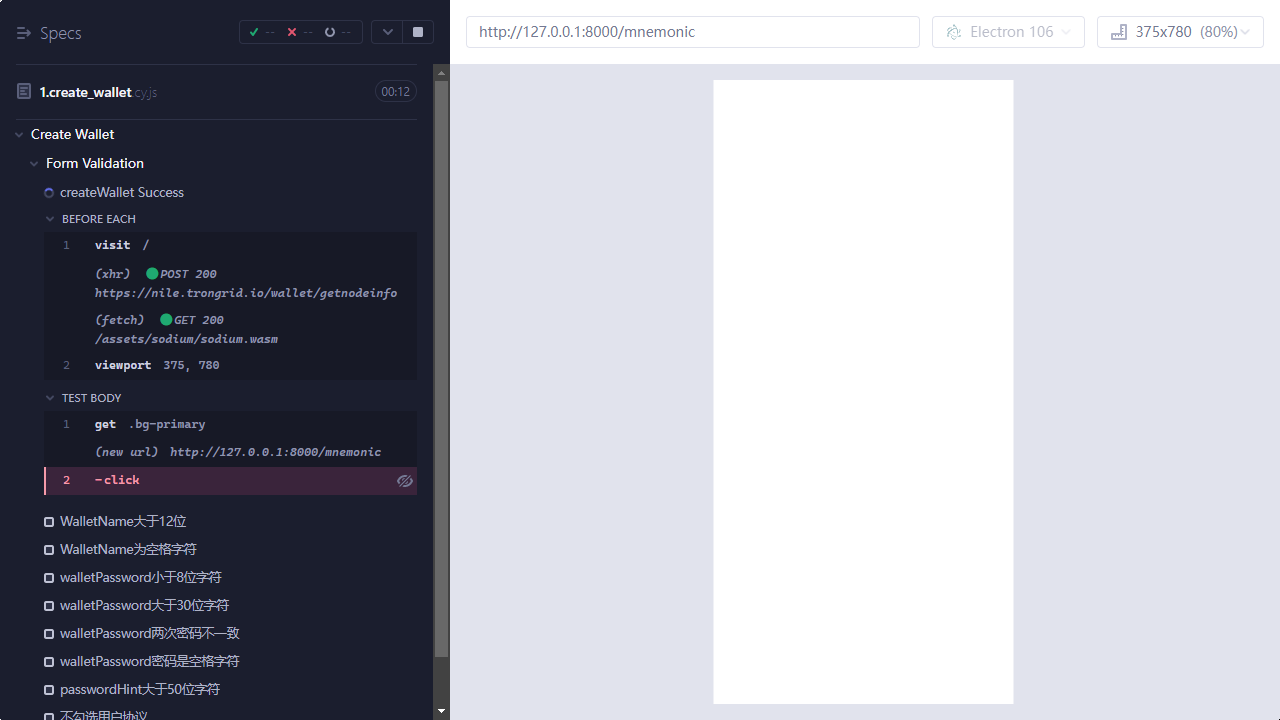 Specs
-- -- --
http://127.0.0.1:8000/mnemonic
Electron 106
375x780 (80%)
1.create_wallet.cy.js
00:12
Create Wallet
Form Validation
createWallet Success
BEFORE EACH
1 visit /
(xhr) POST 200
https://nile.trongrid.io/wallet/getnodeinfo
(fetch) GET 200
/assets/sodium/sodium.wasm
2 viewport 375, 780
TEST BODY
1 get .bg-primary
(new url) http://127.0.0.1:8000/mnemonic
2 -click
WalletName大于12位
WalletName为空格字符
walletPassword小于8位字符
walletPassword大于30位字符
walletPassword两次密码不一致
walletPassword密码是空格字符
passwordHint大于50位字符
不勾选用户协议